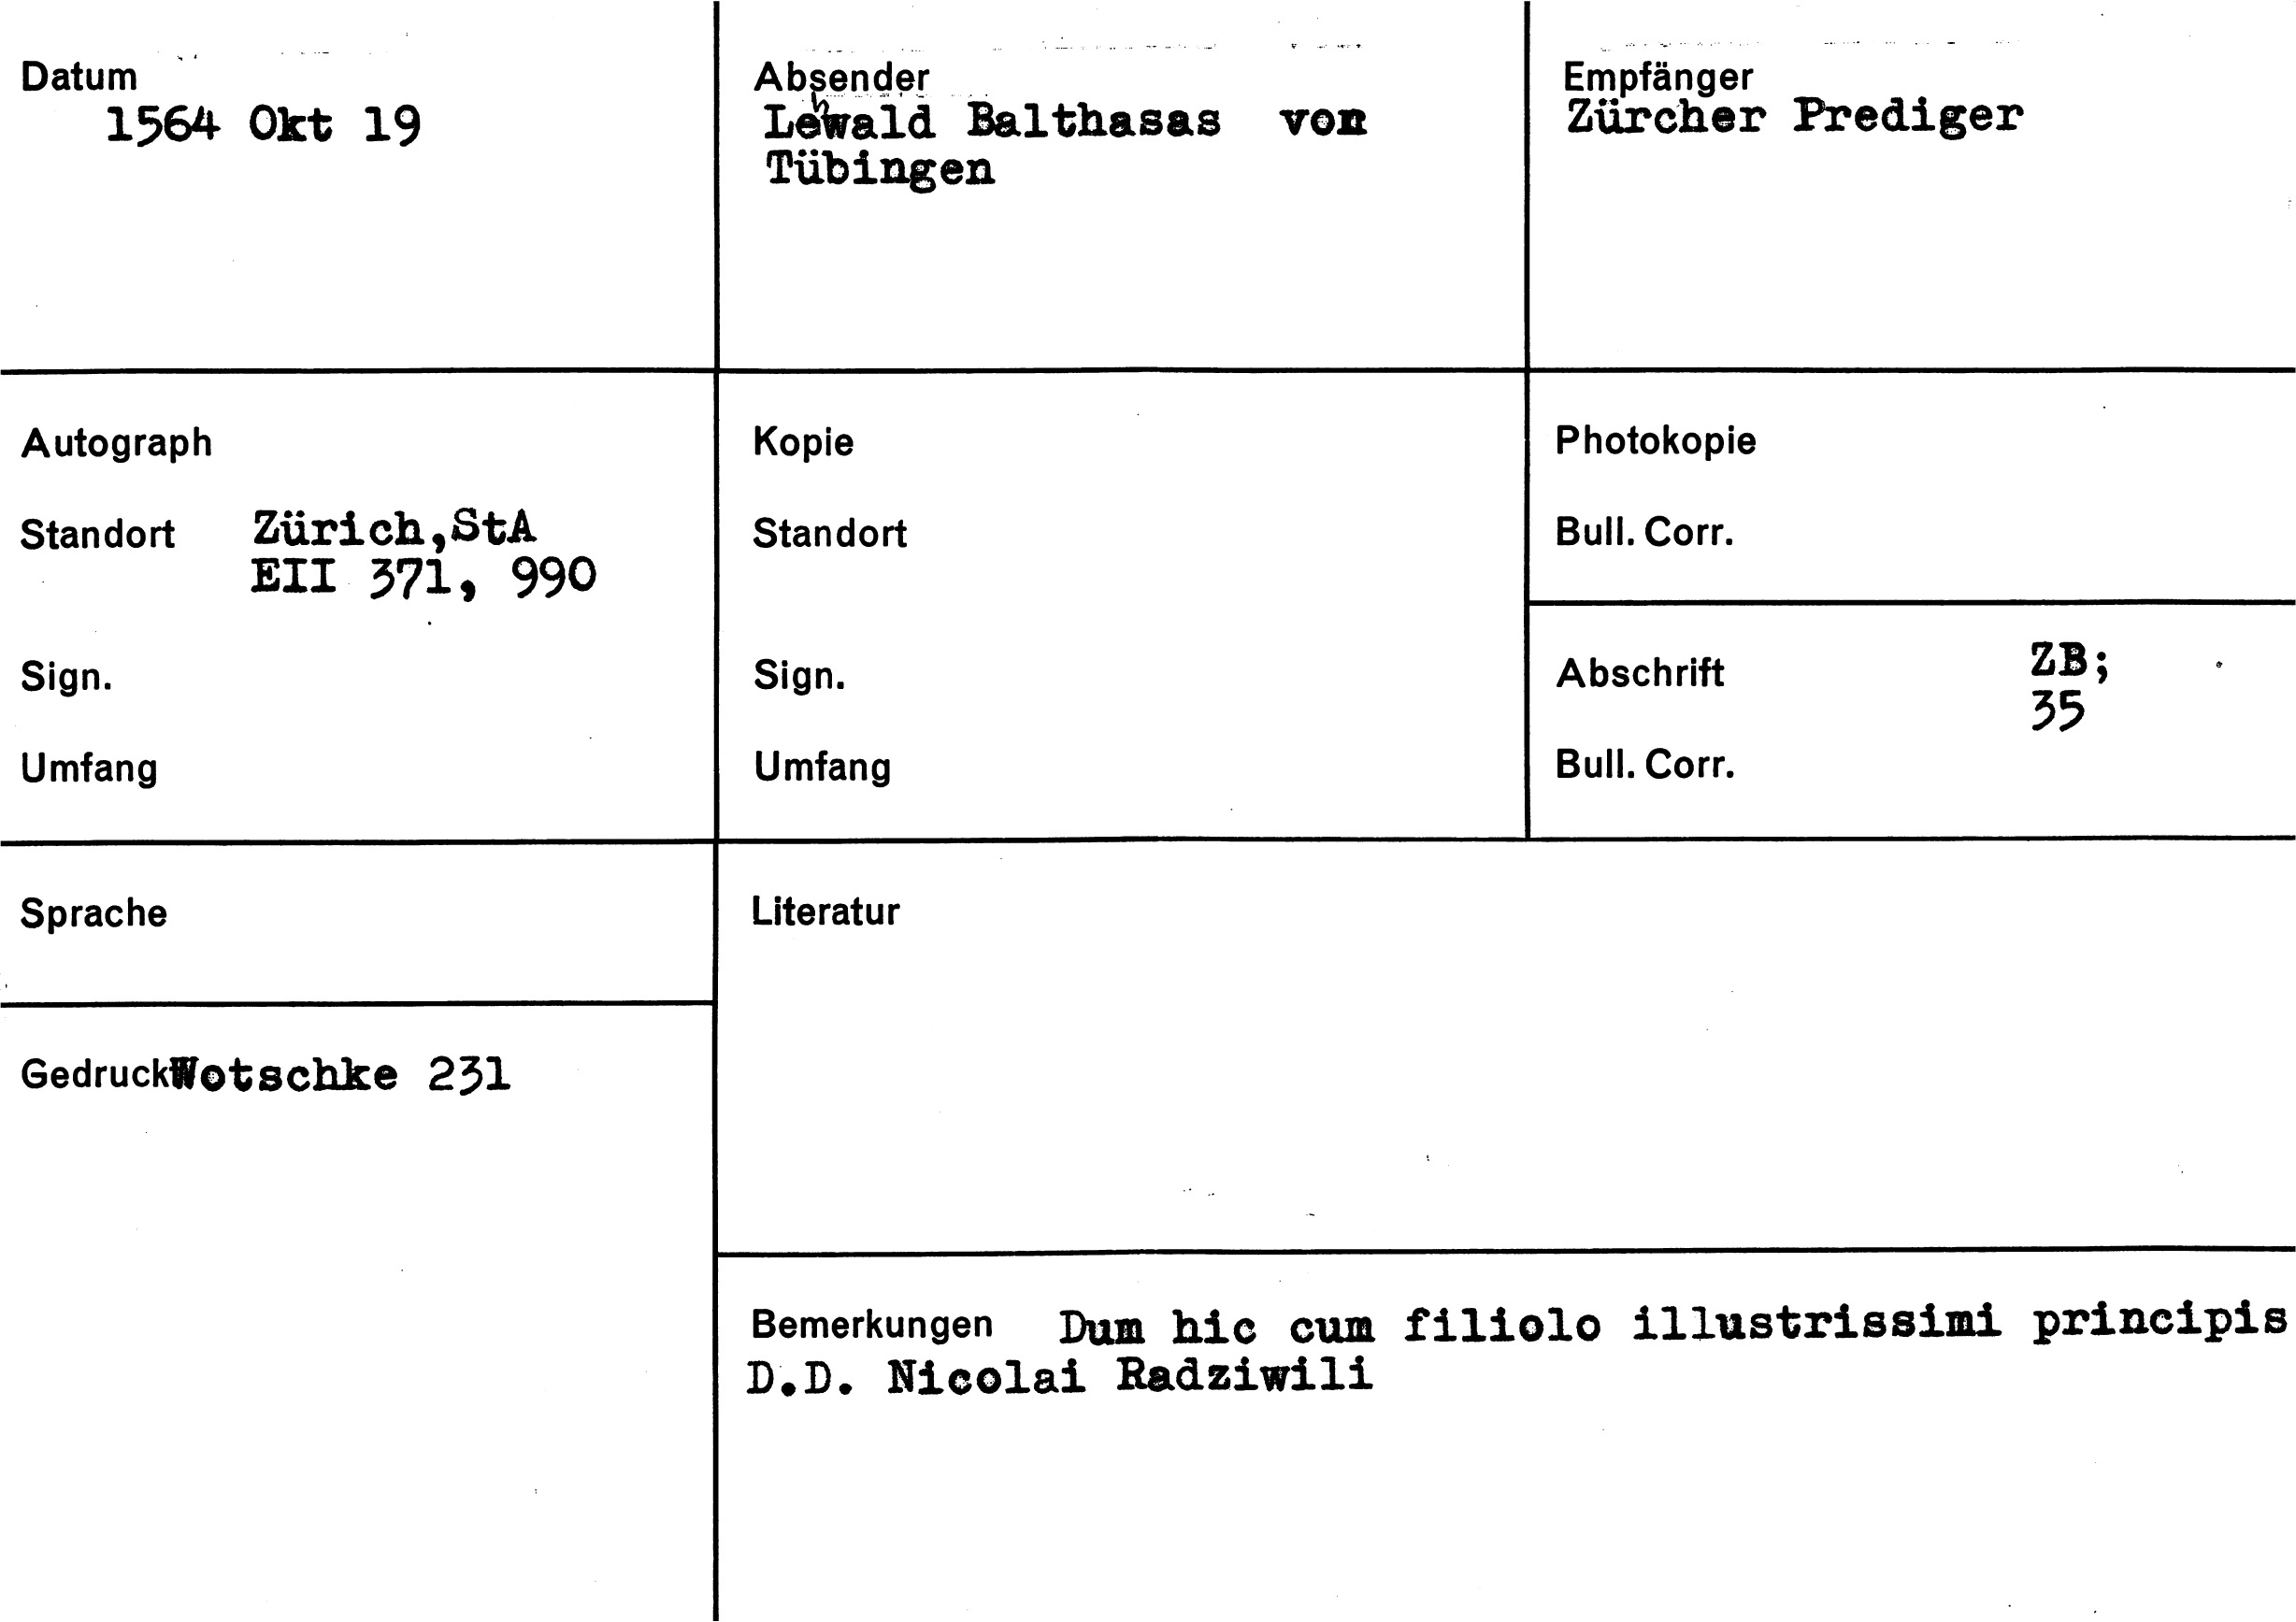 Datum
1564 Okt 19
Absender
Lehwald Balthasas von
Tübingen
Empfänger
Zürcher Prediger
Autograph
Standort Zürich,StA
EII 371, 990
Sign.
Umfang
Kopie
Standort
Sign.
Umfang
Photokopie
Bull. Corr.
Abschrift ZB;
35
Bull. Corr.
Sprache
Literatur
Gedruckt Wotschke 231
Bemerkungen Dum hic cum filiolo illustrissimi principis
D.D. Nicolai Radziwili